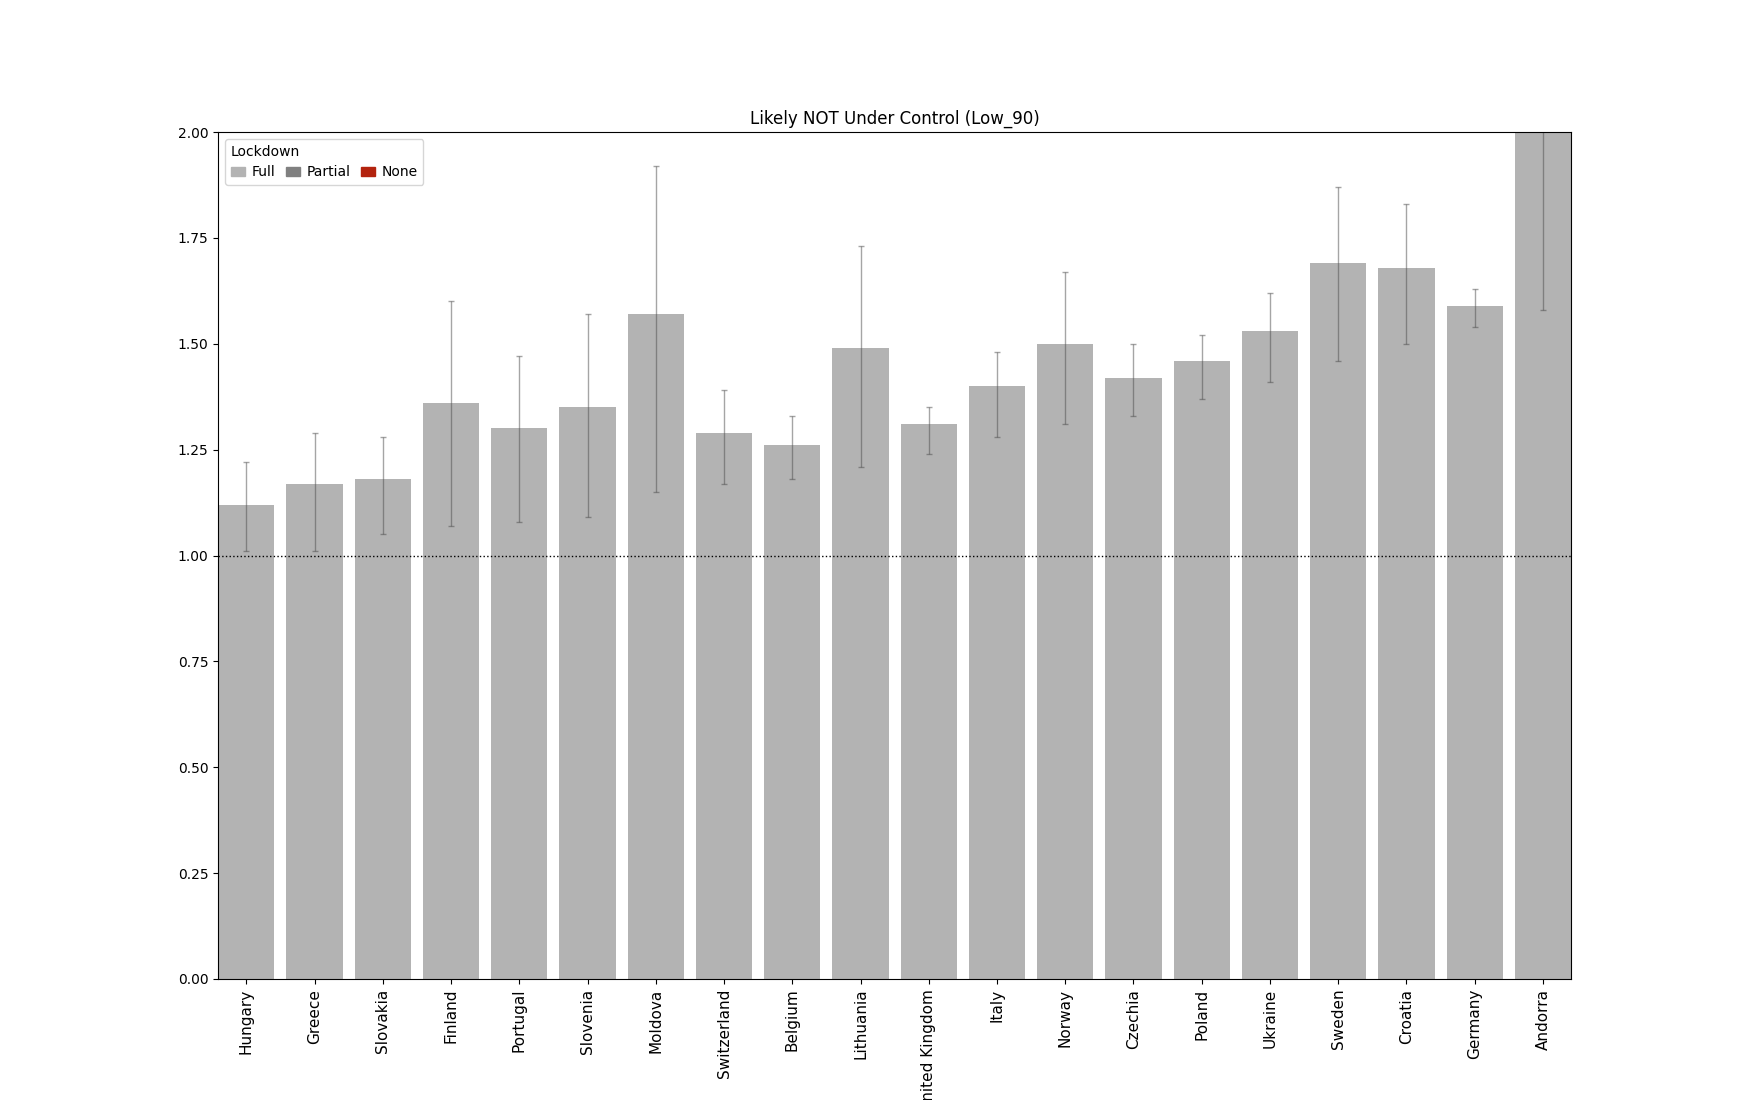 Likely NOT Under Control (Low_90)
Lockdown
Full Partial None
2.00
1.75
1.50
1.25
1.00
0.75
0.50
0.25
0.00
Hungary
Greece
Slovakia
Finland
Portugal
Slovenia
Moldova
Switzerland
Belgium
Lithuania
nited Kingdom
Italy
Norway
Czechia
Poland
Ukraine
Sweden
Croatia
Germany
Andorra